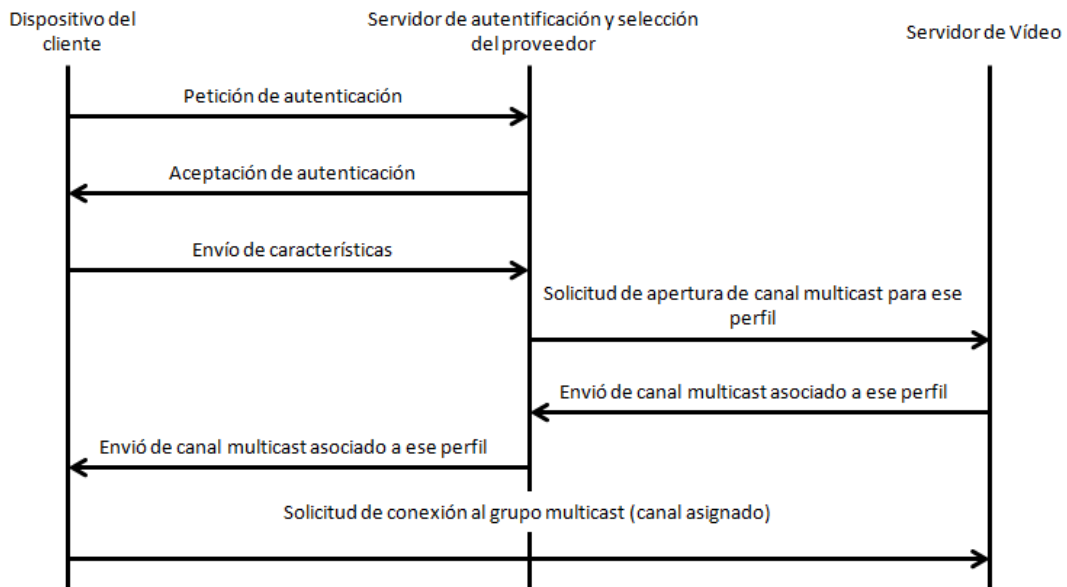 Dispositivo del
cliente
Servidor de autentificación y selección
del proveedor
Servidor de Vídeo
Petición de autenticación
Aceptación de autenticación
Envío de características
Solicitud de apertura de canal multicast para ese
perfil
Envió de canal multicast asociado a ese perfil
Envió de canal multicast asociado a ese perfil
Solicitud de conexión al grupo multicast (canal asignado)